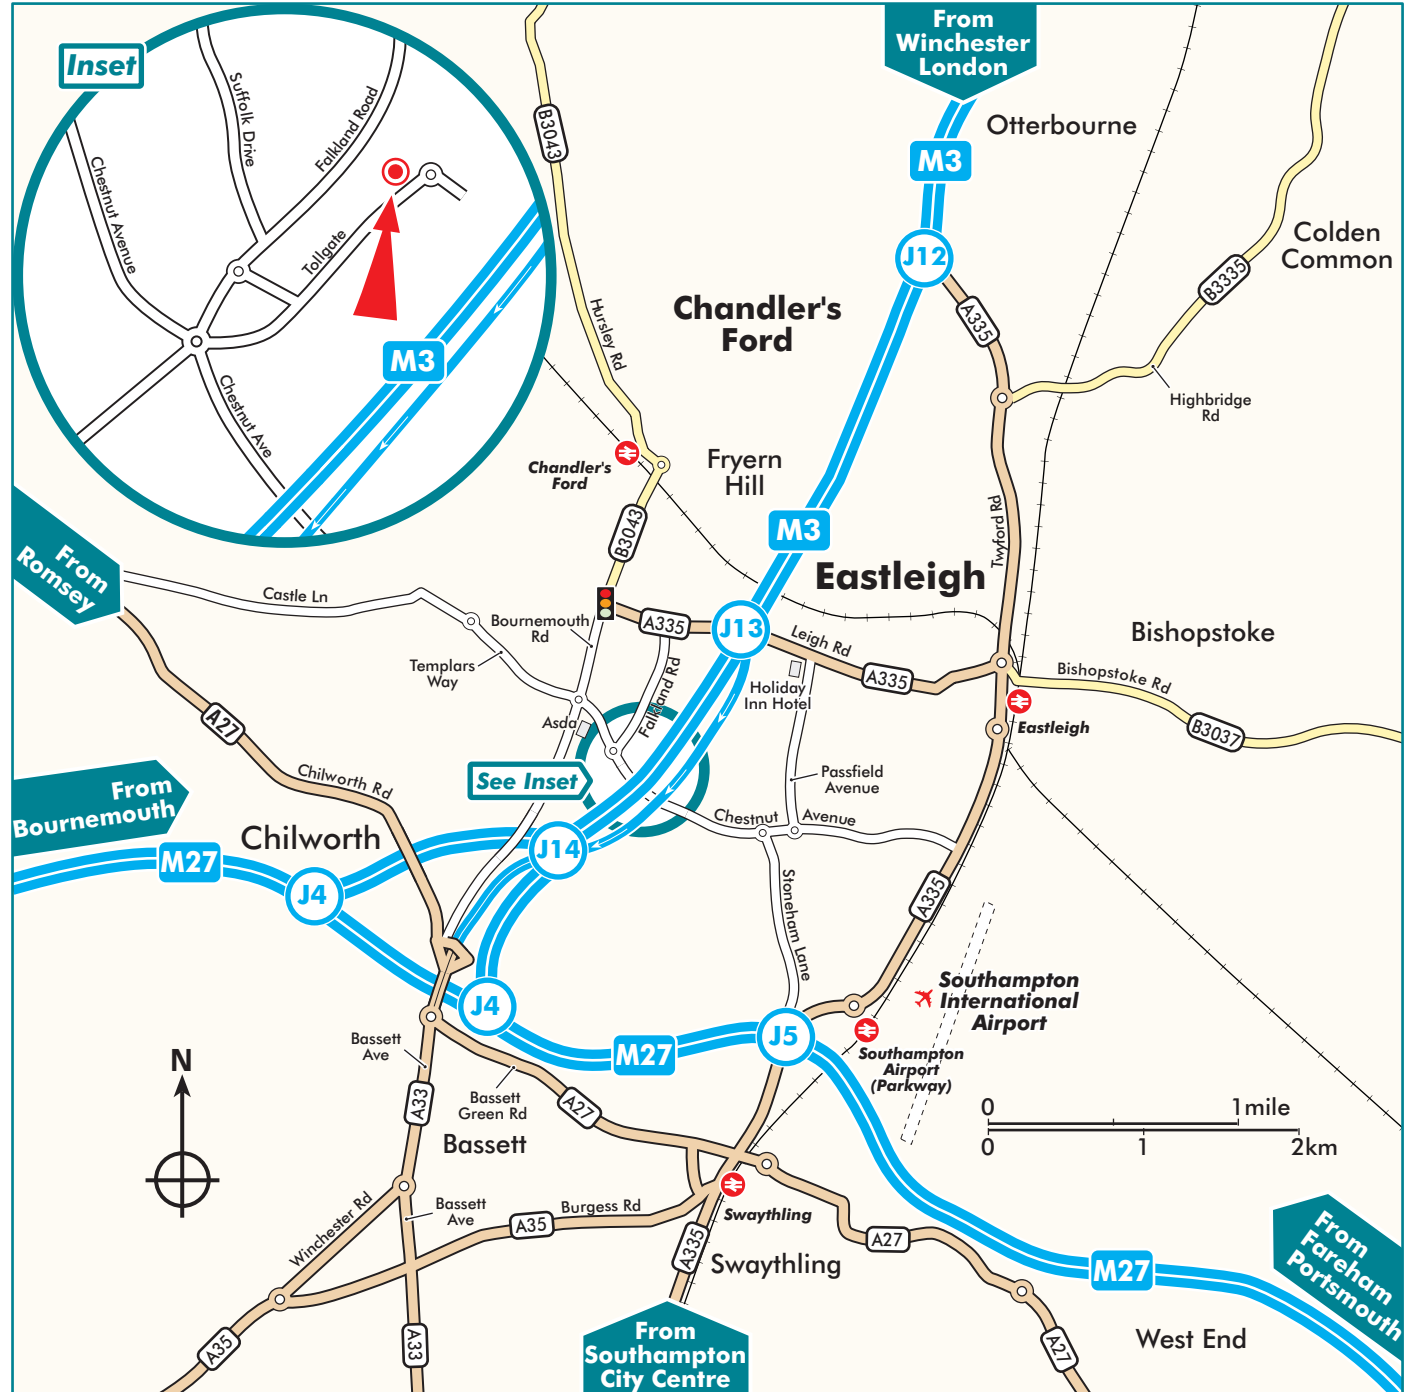 Inset
Suffolk Drive
Falkland Road
Chestnut Avenue
Tollgate
M3
Chestnut Ave
From
Winchester
London
Otterbourne
M3
B3043
J12
Colden
Common
B3335
A335
Chandler's
Ford
Hursley Rd
Highbridge
Rd
Chandler's
Ford
Fryern
Hill
Twyford Rd
B3043
M3
Eastleigh
From
Romsey
Castle Ln
Bournemouth
Rd
A335
J13
Leigh Rd
Bishopstoke
Templars
Way
Falkland Rd
Holiday
Inn Hotel
A335
Bishopstoke Rd
A27
Asda
Eastleigh
B3037
Chilworth Rd
See Inset
Passfield
Avenue
From
Bournemouth
Chilworth
Chestnut
Avenue
M27
J14
J4
Stoneham Lane
A335
Southampton
International
Airport
J4
J5
M27
Southampton
Airport
(Parkway)
N
Bassett
Ave
Bassett
Green Rd
A33
A27
Bassett
0
1mile
0
1
2km
Winchester Rd
Bassett
Ave
A35
Burgess Rd
Swaythling
A335
Swaythling
A27
M27
From
Fareham
Portsmouth
A35
A33
From
Southampton
City Centre
West End
A27